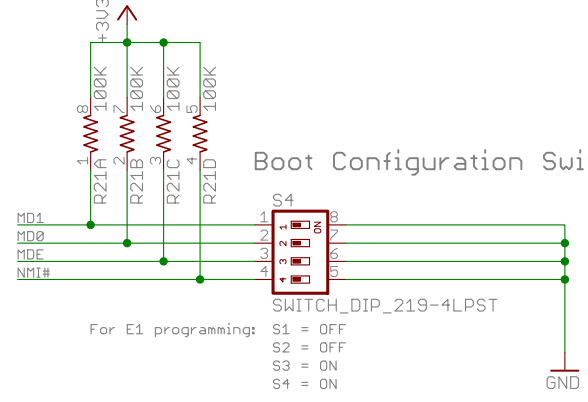 +3V3
8 100K 7 100K 6 100K 5 100K
1 R21A 2 R21B 3 R21C 4 R21D
Boot Configuration Swi
S4
MD1 1 1 ON 8
MD0 2 2 7
MDE 3 3 6
NMI# 4 4 5
SWITCH_DIP_219-4LPST
For E1 programming: S1 = OFF
S2 = OFF
S3 = ON
S4 = ON
GND